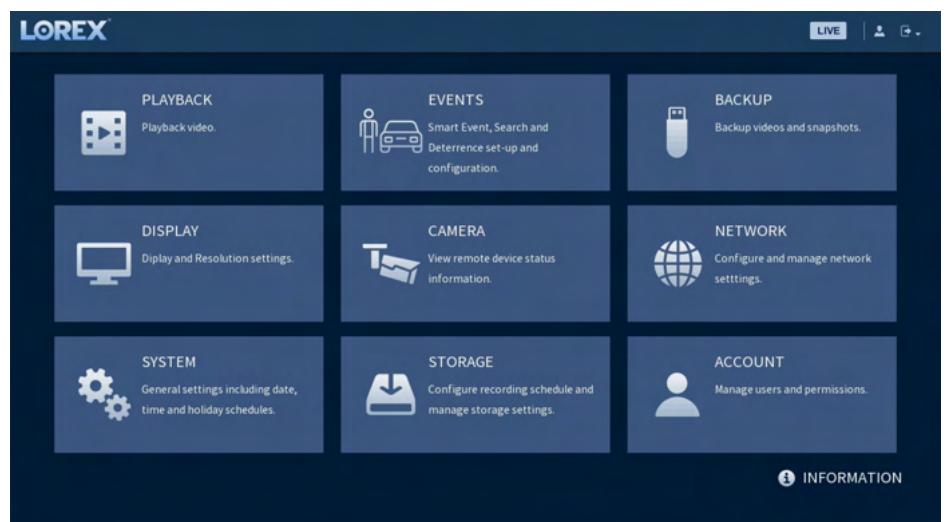 LOREX
LIVE
PLAYBACK
Playback video.
EVENTS
Smart Event, Search and
Deterrence set-up and
configuration.
BACKUP
Backup videos and snapshots.
DISPLAY
Diplay and Resolution settings.
CAMERA
View remote device status
information.
NETWORK
Configure and manage network
setttings.
SYSTEM
General settings including date,
time and holiday schedules.
STORAGE
Configure recording schedule and
manage storage settings.
ACCOUNT
Manage users and permissions.
INFORMATION